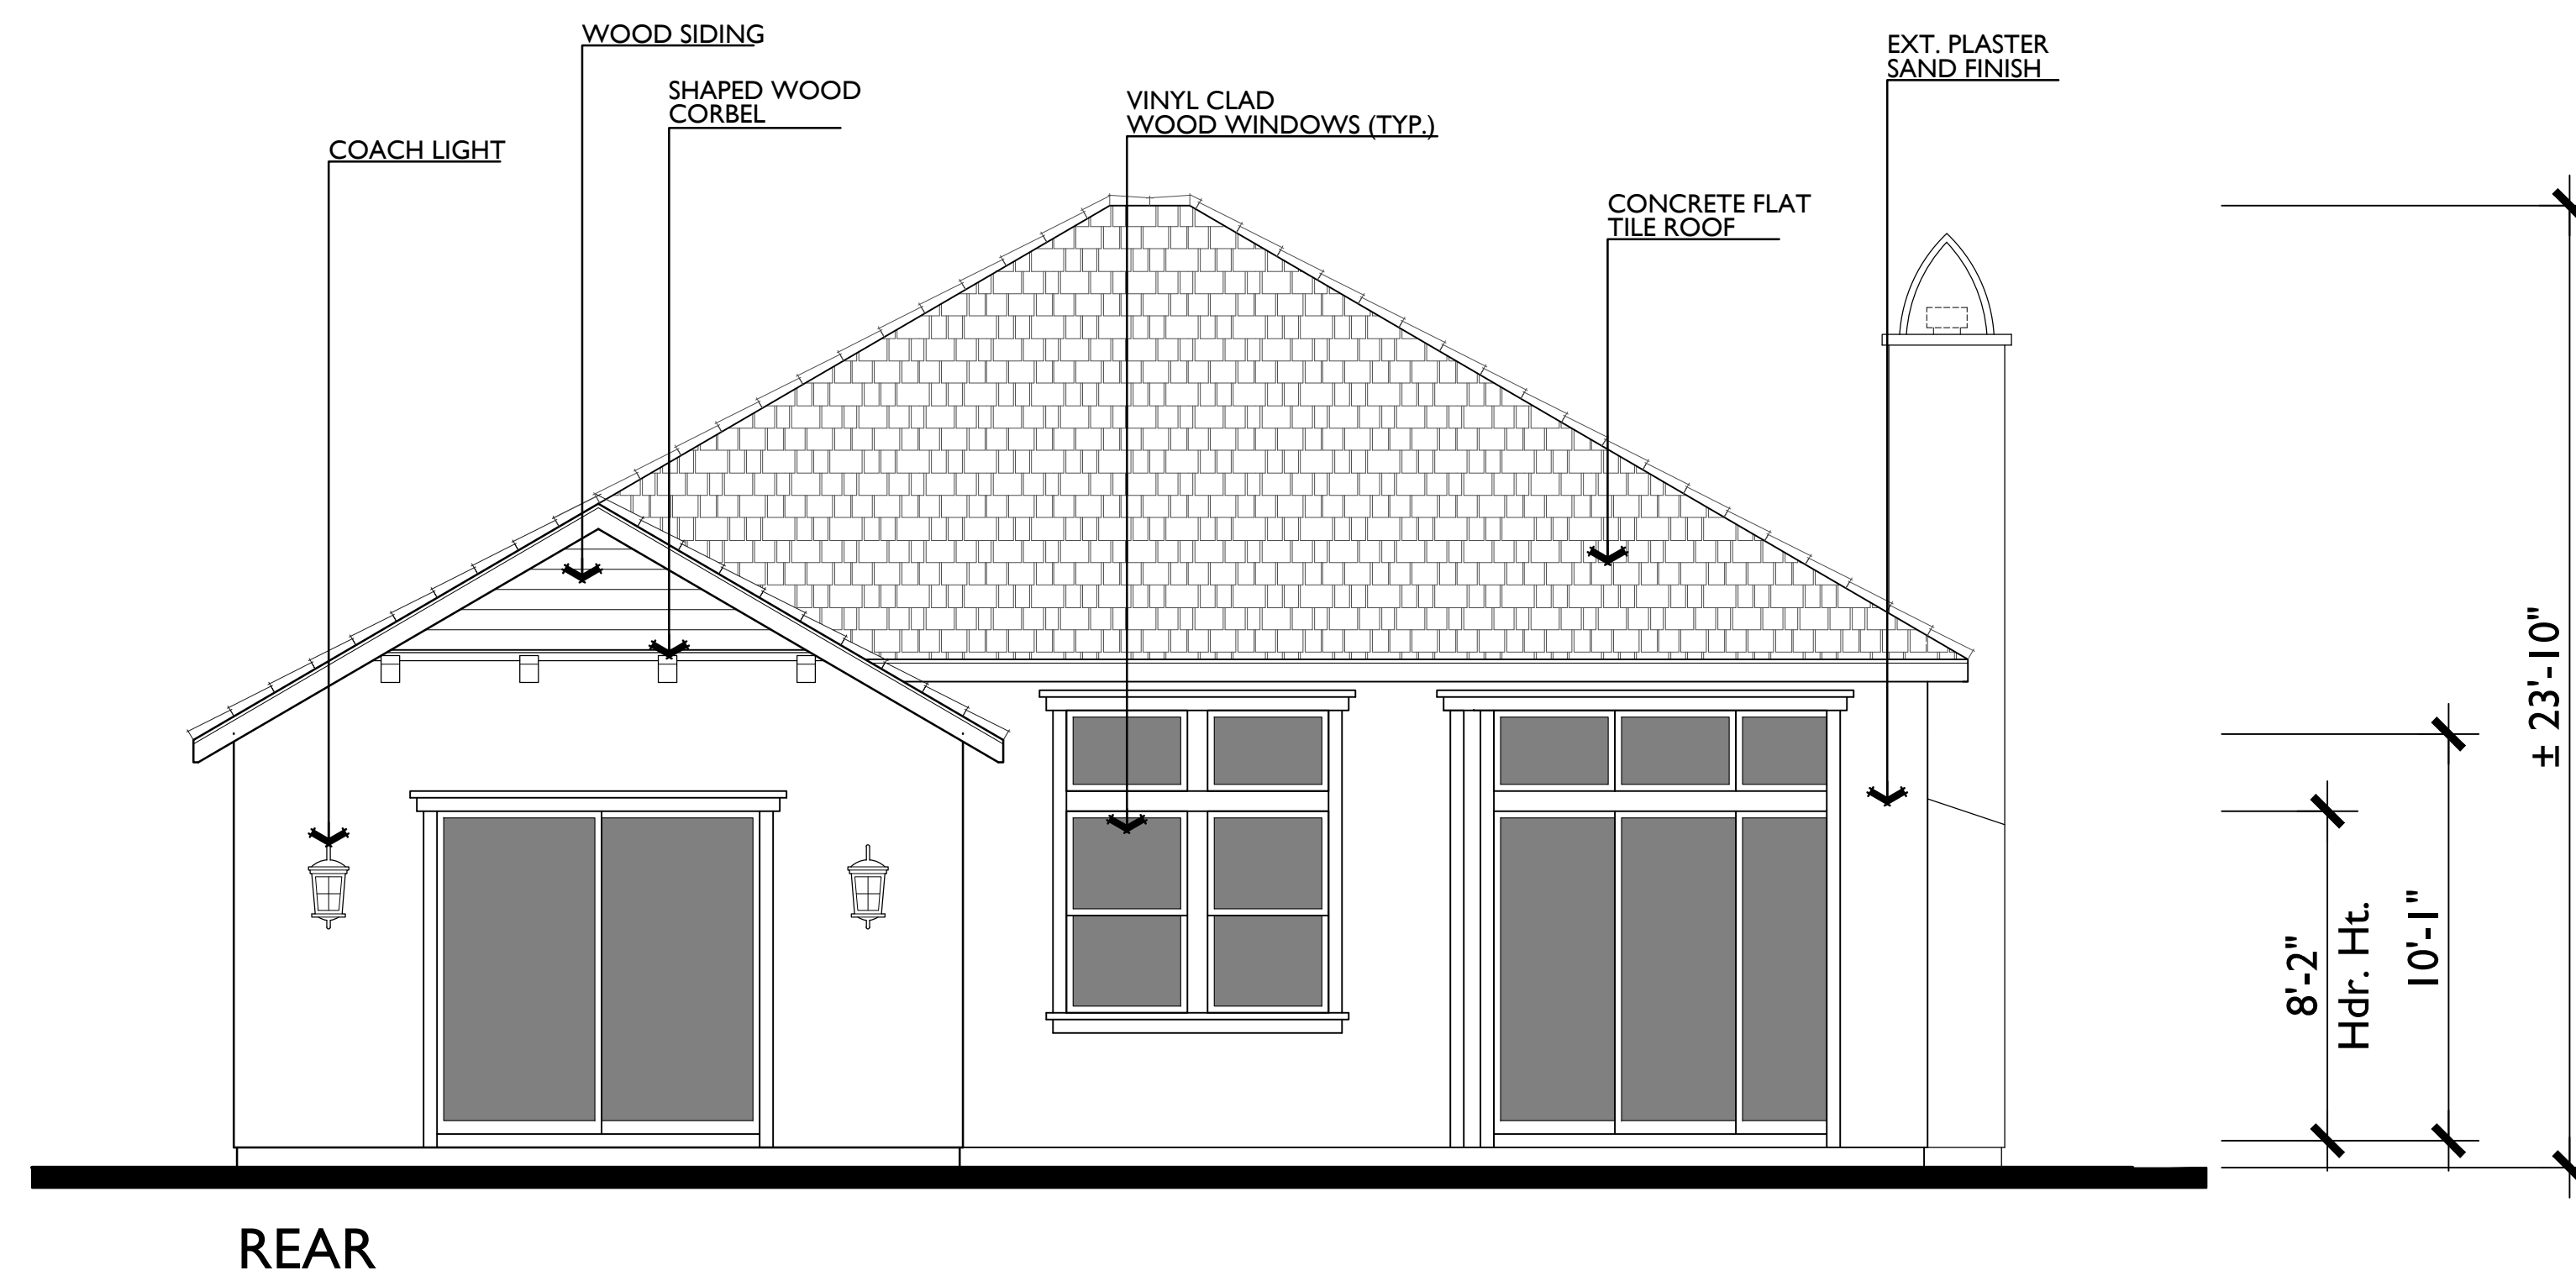 WOOD SIDING
SHAPED WOOD
CORBEL
COACH LIGHT
VINYL CLAD
WOOD WINDOWS (TYP.)
EXT. PLASTER
SAND FINISH
CONCRETE FLAT
TILE ROOF
8'-2"
Hdr. Ht.
10'-1"
± 23'-10"
REAR